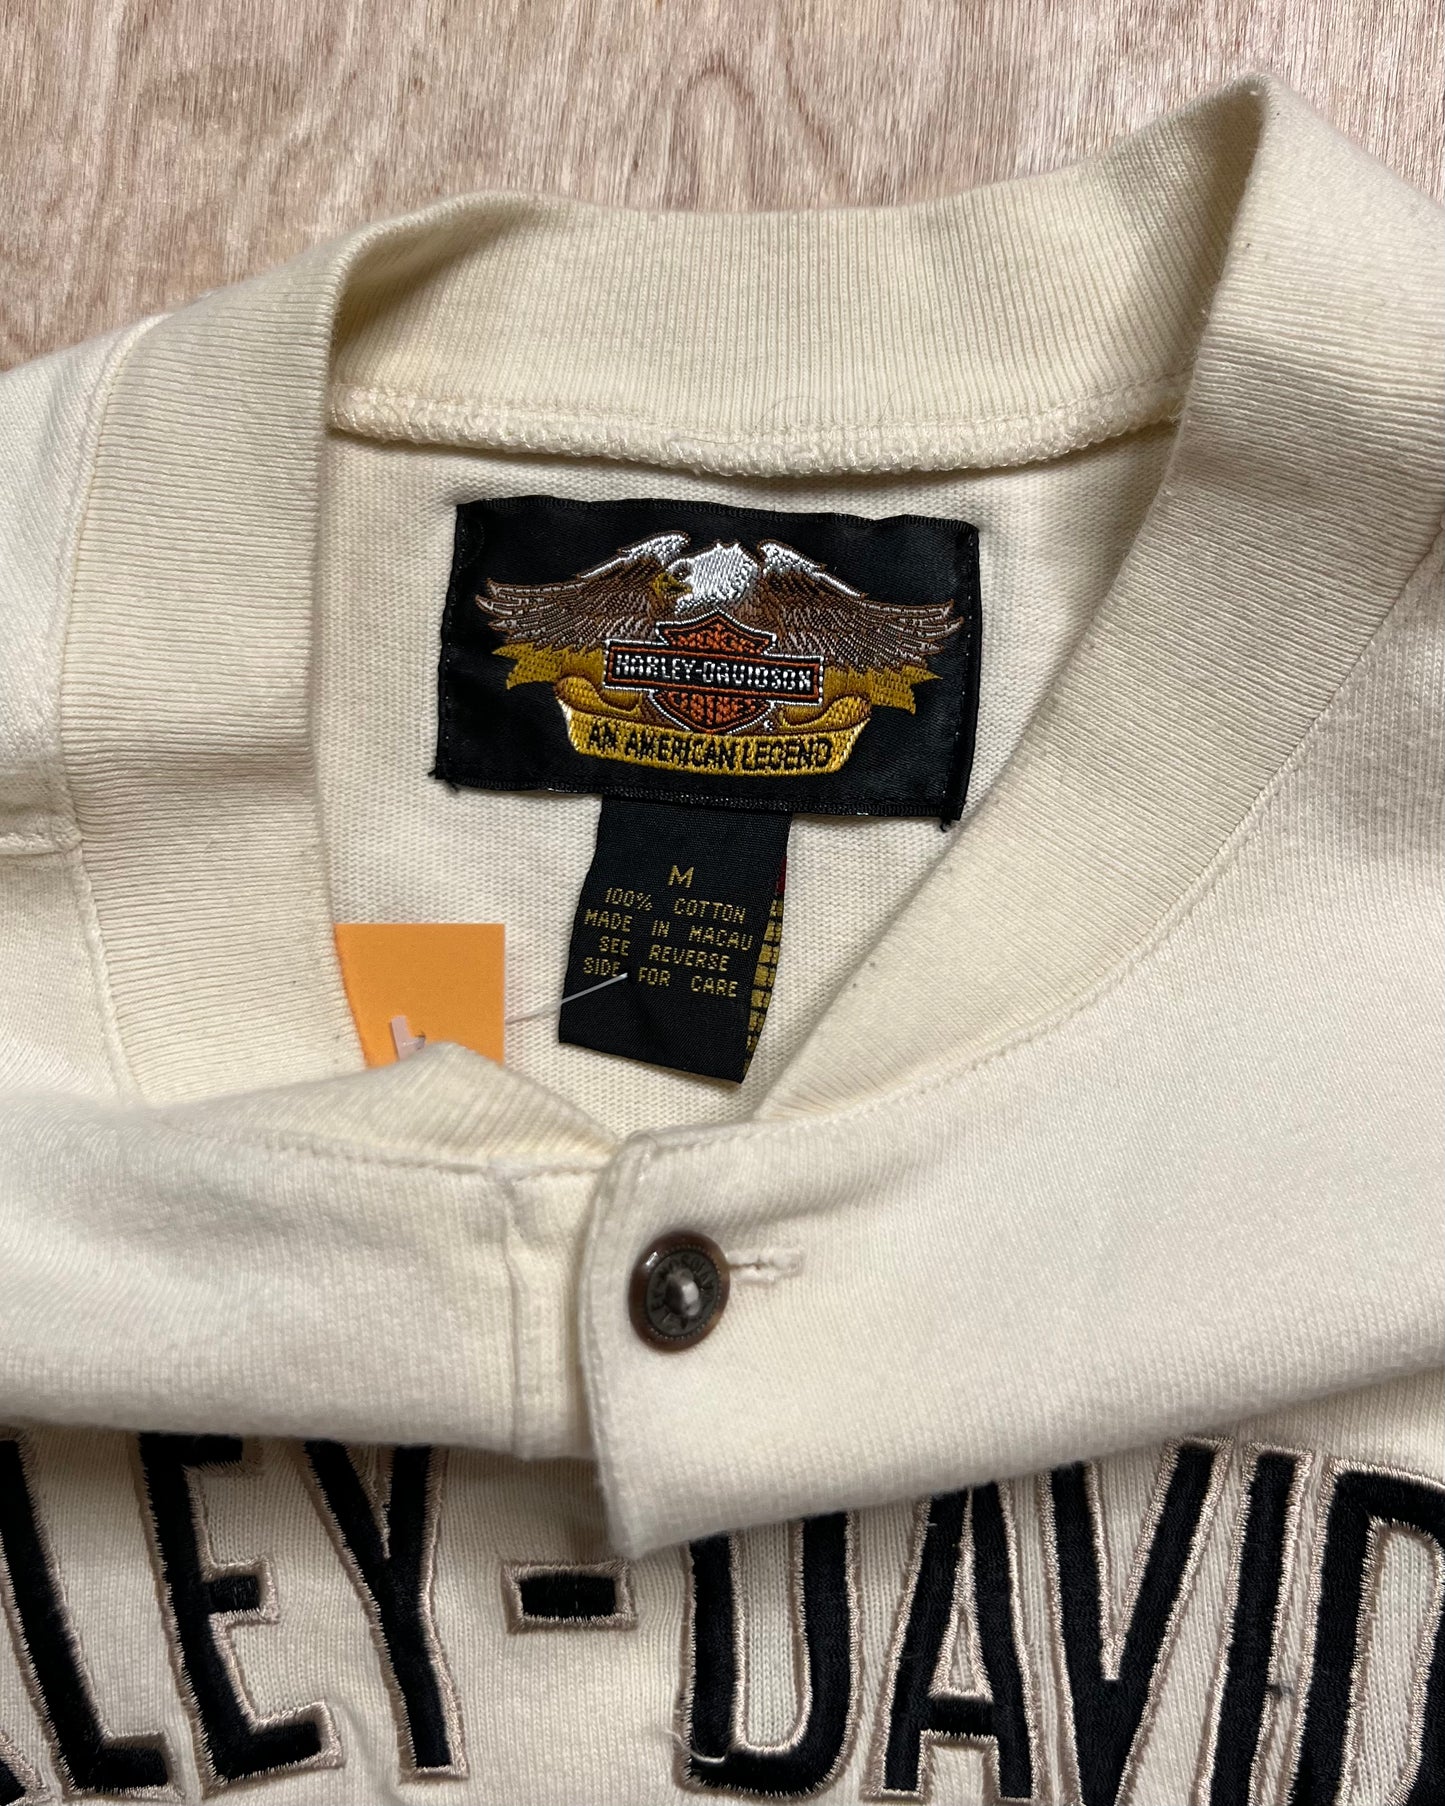 HARLEY-DAVIDSON
AN AMERICAN LEGEND
M
100% COTTON
MADE IN MACAU
SEE REVERSE
SIDE FOR CARE
LEY-DAVID